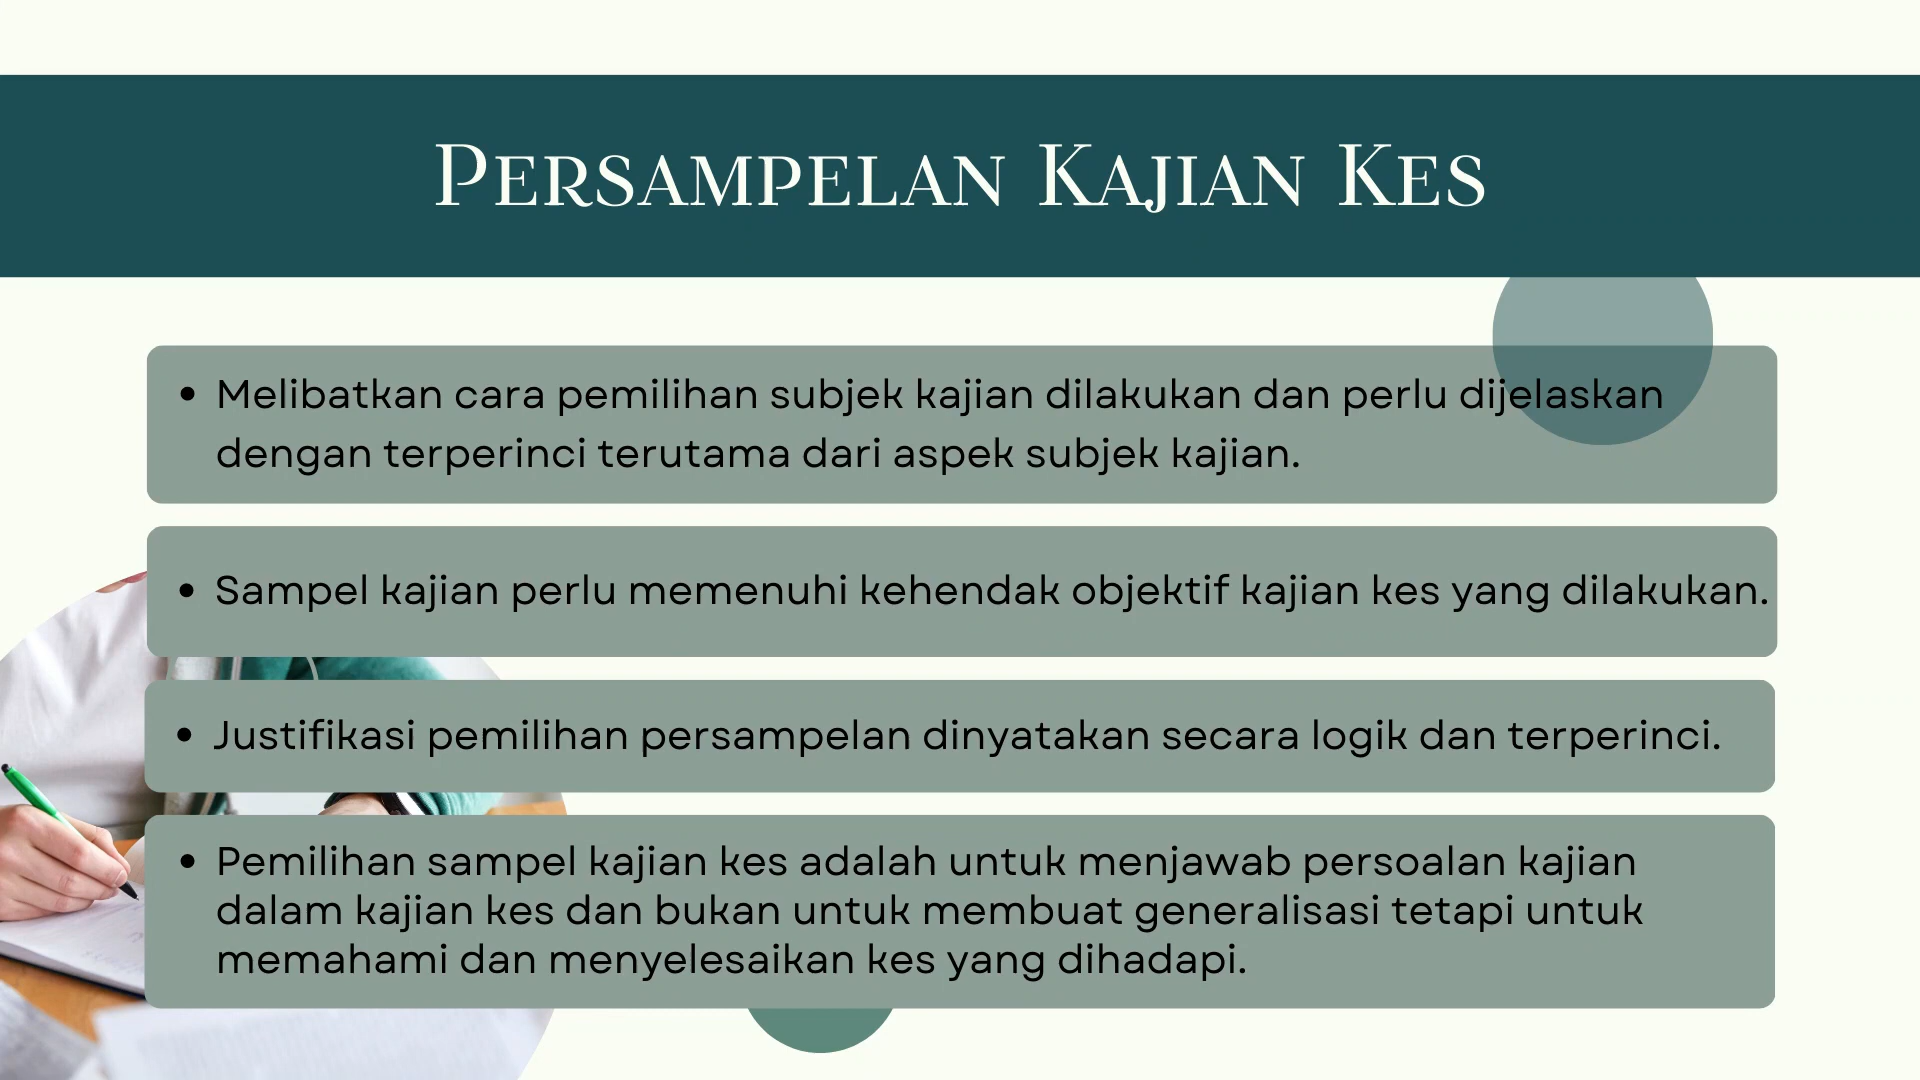 Persampelan Kajian Kes
• Melibatkan cara pemilihan subjek kajian dilakukan dan perlu dijelaskan
dengan terperinci terutama dari aspek subjek kajian.
• Sampel kajian perlu memenuhi kehendak objektif kajian kes yang dilakukan.
• Justifikasi pemilihan persampelan dinyatakan secara logik dan terperinci.
• Pemilihan sampel kajian kes adalah untuk menjawab persoalan kajian
dalam kajian kes dan bukan untuk membuat generalisasi tetapi untuk
memahami dan menyelesaikan kes yang dihadapi.